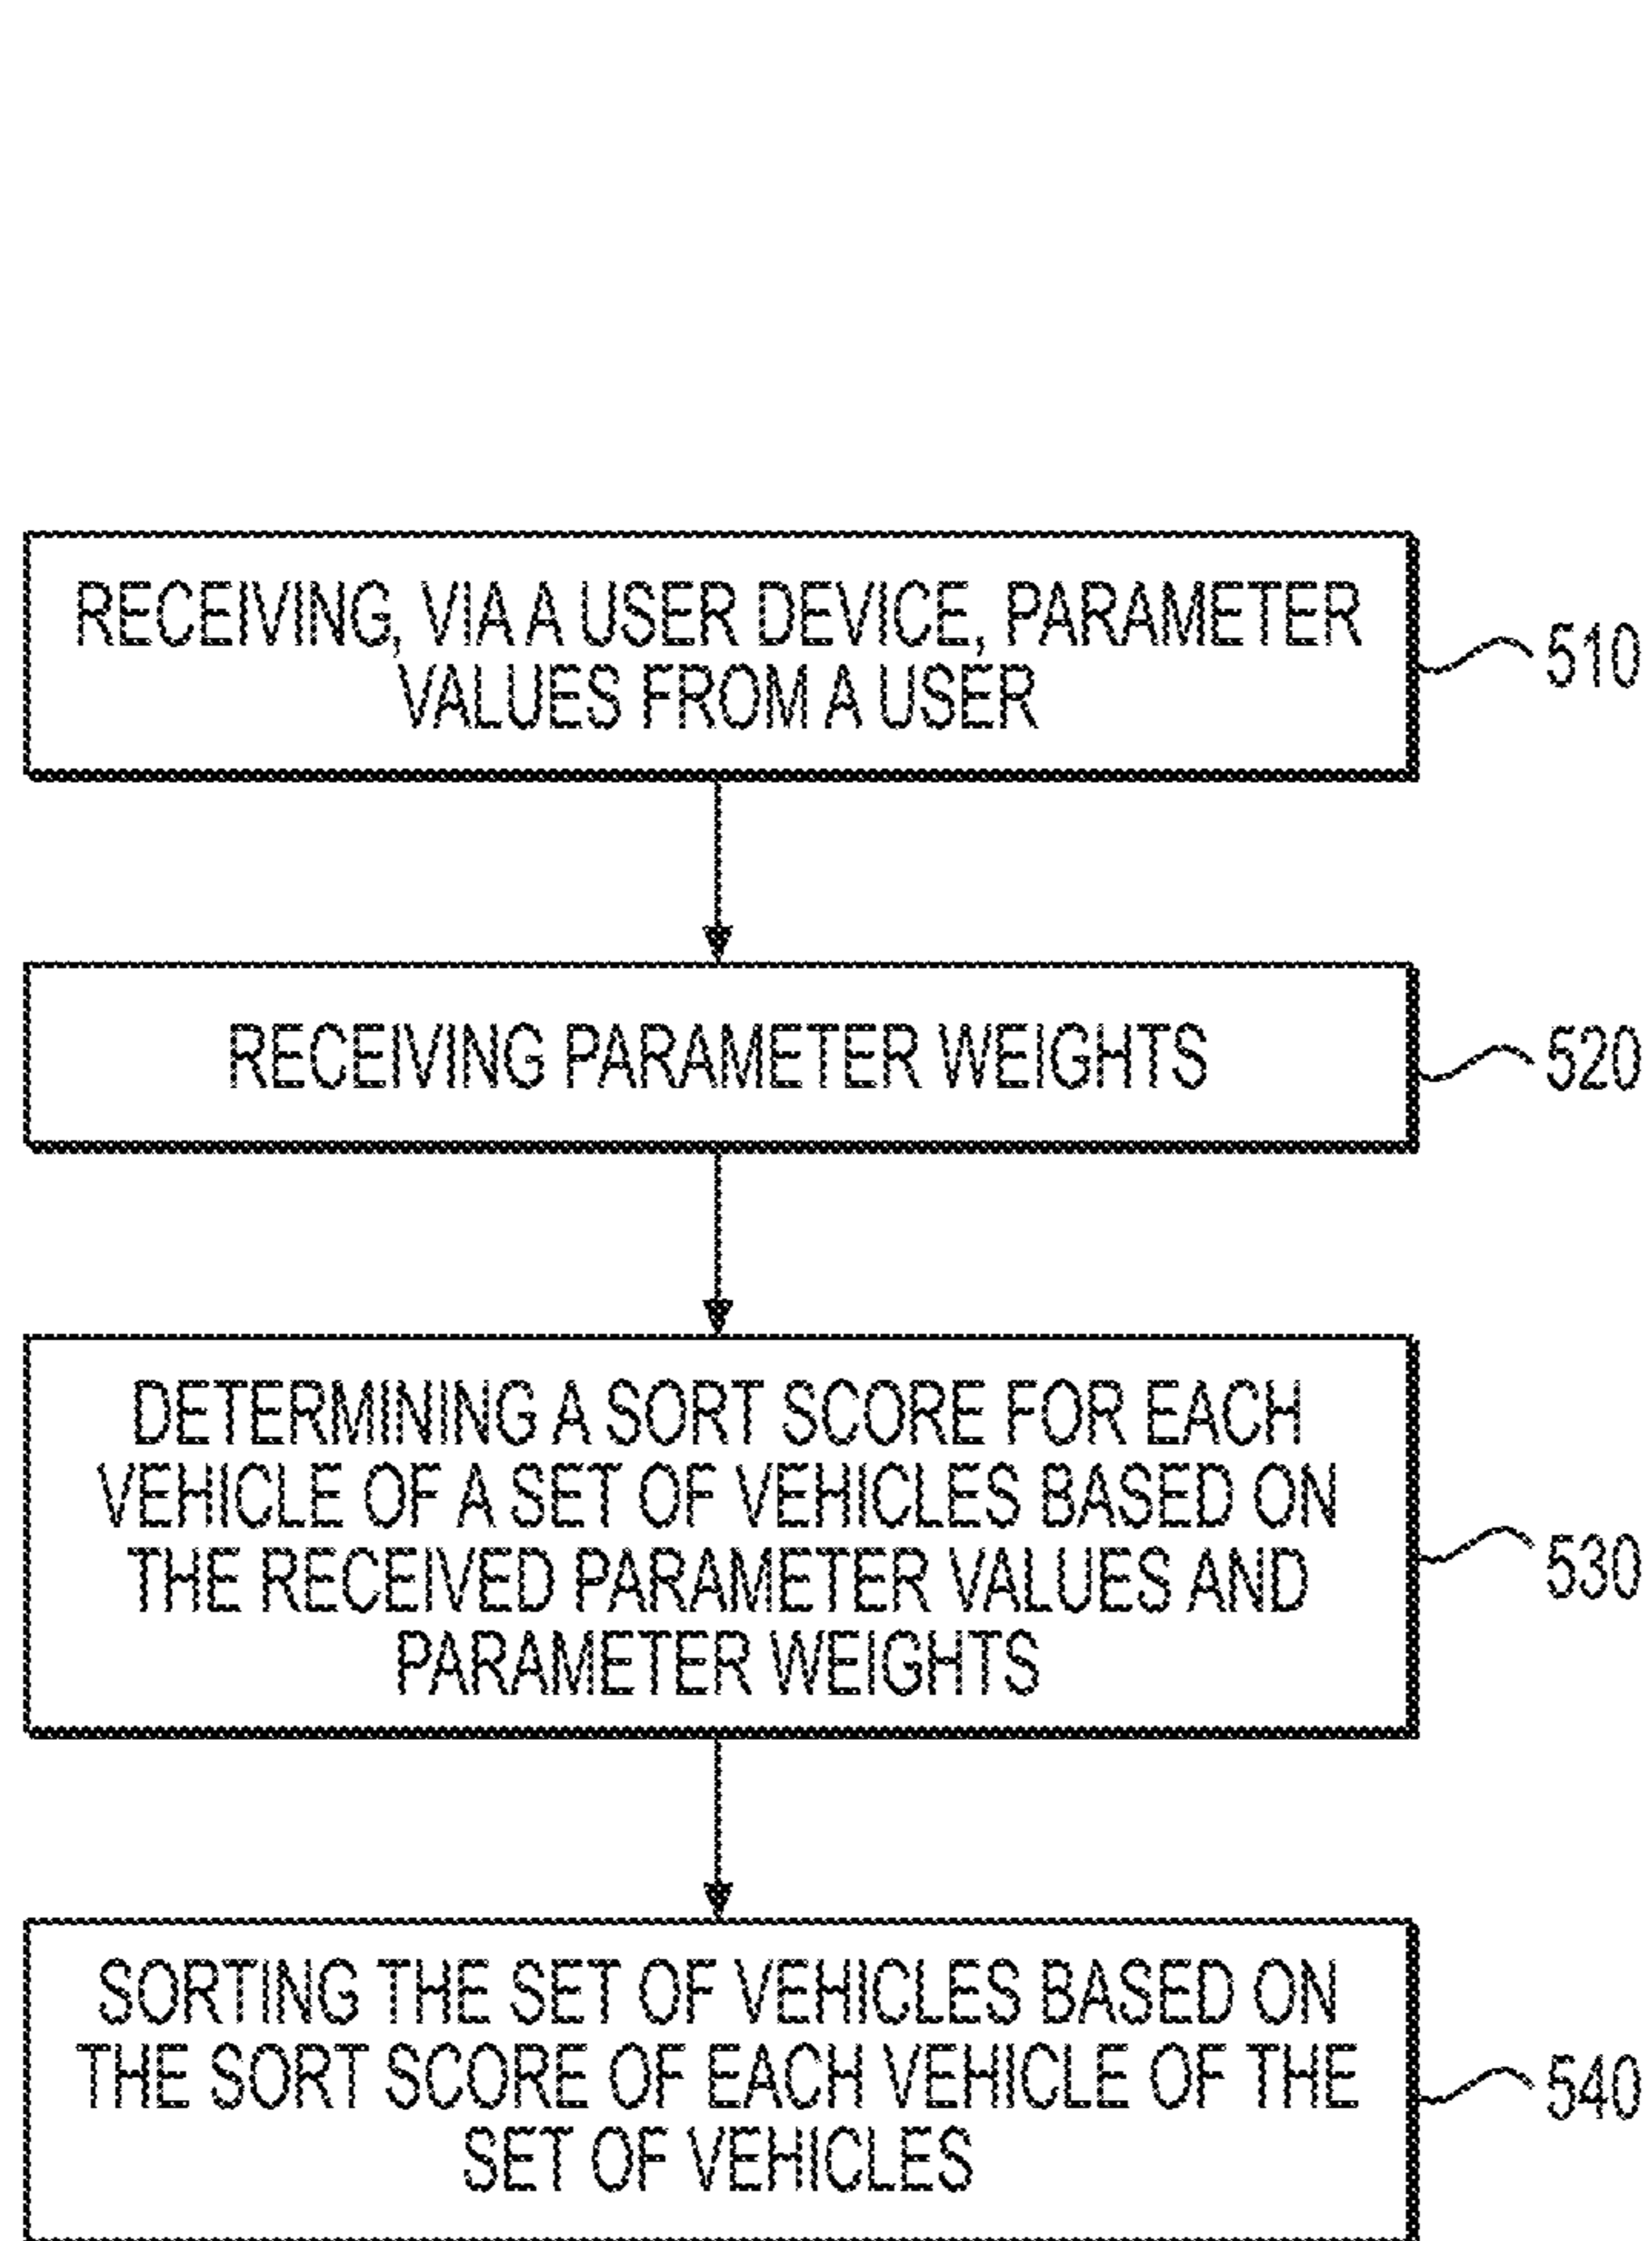 RECEIVING, VIA A USER DEVICE, PARAMETER
VALUES FROM A USER
510
RECEIVING PARAMETER WEIGHTS
520
DETERMINING A SORT SCORE FOR EACH
VEHICLE OF A SET OF VEHICLES BASED ON
THE RECEIVED PARAMETER VALUES AND
PARAMETER WEIGHTS
530
SORTING THE SET OF VEHICLES BASED ON
THE SORT SCORE OF EACH VEHICLE OF THE
SET OF VEHICLES
540